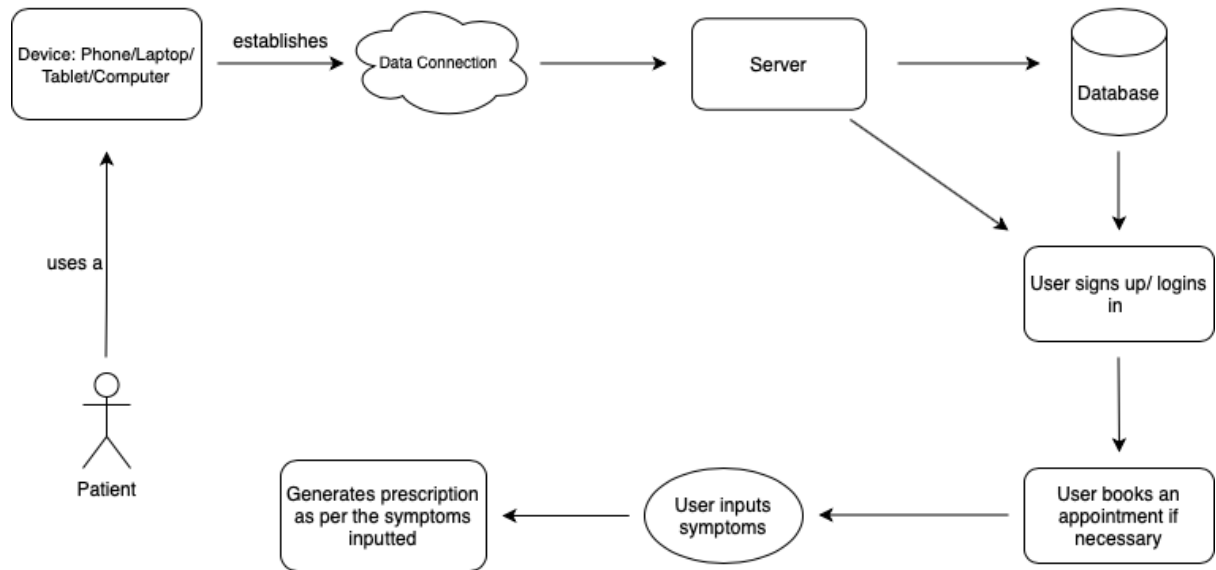 Device: Phone/Laptop/
Tablet/Computer
establishes
Data Connection
Server
Database
uses a
User signs up/ logins
in
Patient
Generates prescription
as per the symptoms
inputted
User inputs
symptoms
User books an
appointment if
necessary